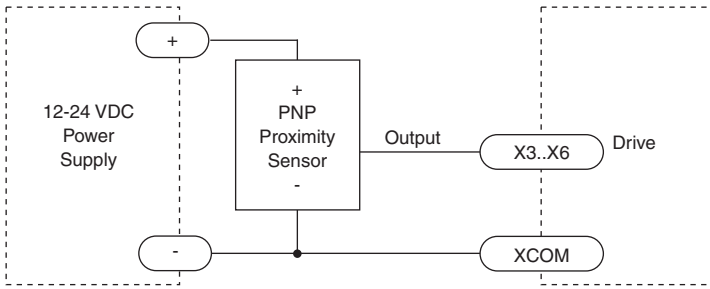 +
12-24 VDC
Power
Supply
+
PNP
Proximity
Sensor
-
Output
X3..X6
Drive
-
XCOM